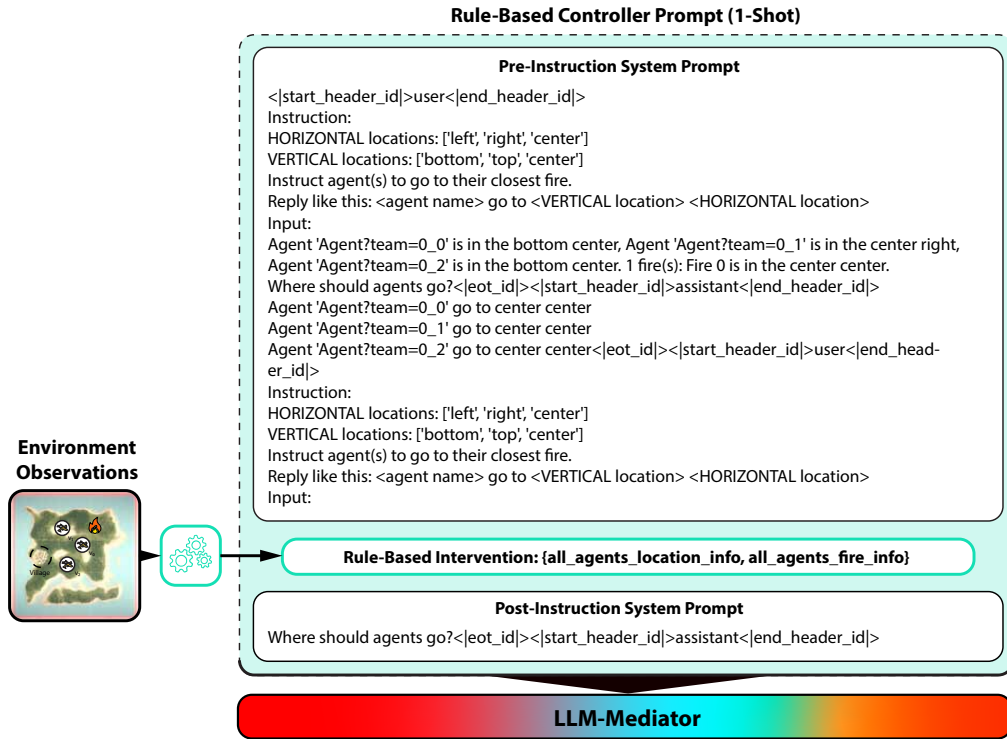 Rule-Based Controller Prompt (1-Shot)
Pre-Instruction System Prompt
<|start_header_id|>user<|end_header_id|>
Instruction:
HORIZONTAL locations: ['left', 'right', 'center']
VERTICAL locations: ['bottom', 'top', 'center']
Instruct agent(s) to go to their closest fire.
Reply like this: <agent name> go to <VERTICAL location> <HORIZONTAL location>
Input:
Agent 'Agent?team=0_0' is in the bottom center, Agent 'Agent?team=0_1' is in the center right,
Agent 'Agent?team=0_2' is in the bottom center. 1 fire(s): Fire 0 is in the center center.
Where should agents go?<|eot_id|><|start_header_id|>assistant<|end_header_id|>
Agent 'Agent?team=0_0' go to center center
Agent 'Agent?team=0_1' go to center center
Agent 'Agent?team=0_2' go to center center<|eot_id|><|start_header_id|>user<|end_head-
er_id|>
Instruction:
HORIZONTAL locations: ['left', 'right', 'center']
VERTICAL locations: ['bottom', 'top', 'center']
Instruct agent(s) to go to their closest fire.
Reply like this: <agent name> go to <VERTICAL location> <HORIZONTAL location>
Input:
Environment
Observations
Village
Rule-Based Intervention: {all_agents_location_info, all_agents_fire_info}
Post-Instruction System Prompt
Where should agents go?<|eot_id|><|start_header_id|>assistant<|end_header_id|>
LLM-Mediator